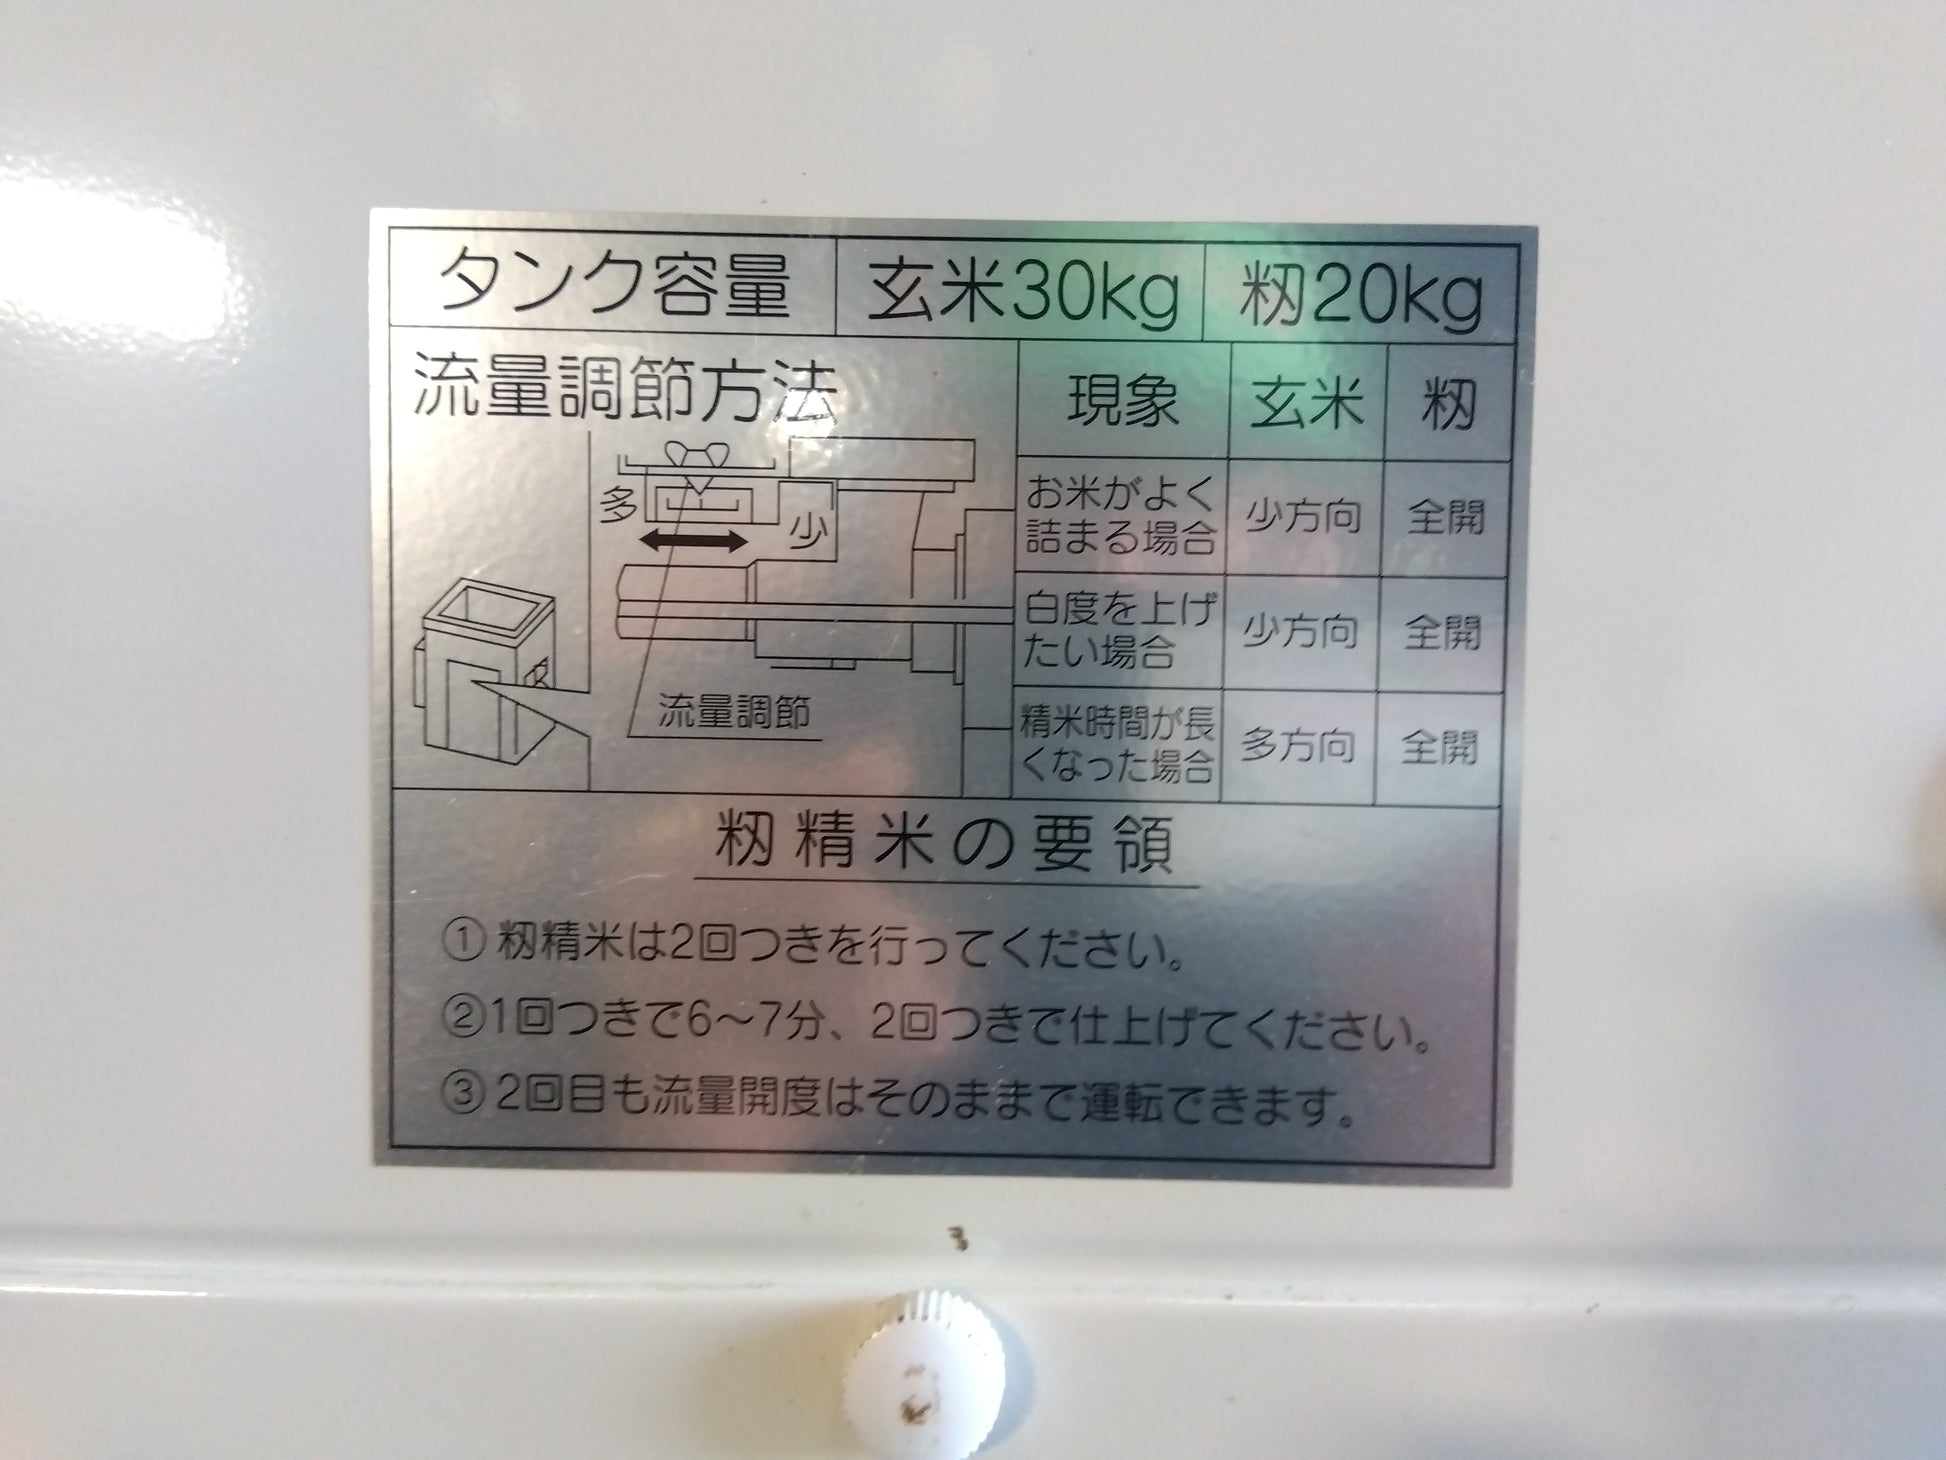 タンク容量 玄米30kg 籾20kg
流量調節方法
多
少
流量調節
現象 玄米 籾
お米がよく
詰まる場合 少方向 全開
白度を上げ
たい場合 少方向 全開
精米時間が長
くなった場合 多方向 全開
籾精米の要領
①籾精米は2回つきを行ってください。
②1回つきで6〜7分、2回つきで仕上げてください。
③2回目も流量開度はそのままで運転できます。